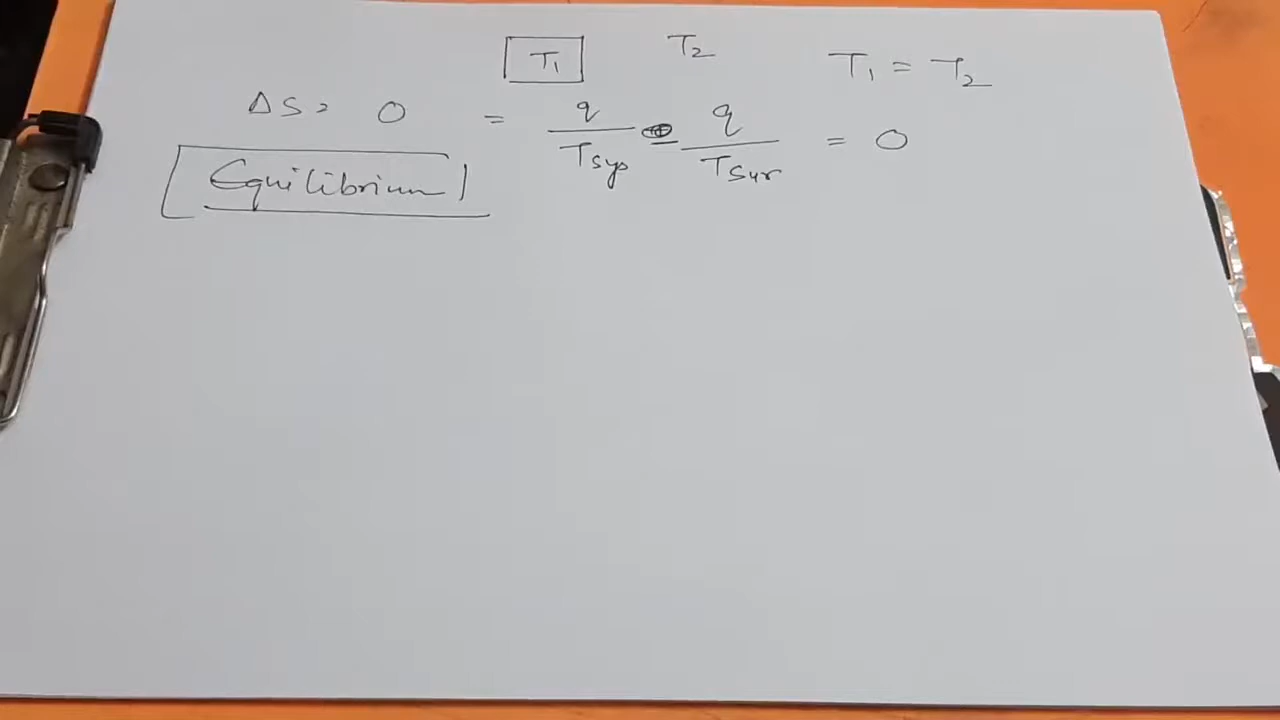 T₁ T₂ T₁ = T₂
ΔS = 0 = q/Tsys - q/Tsur = 0
Equilibrium